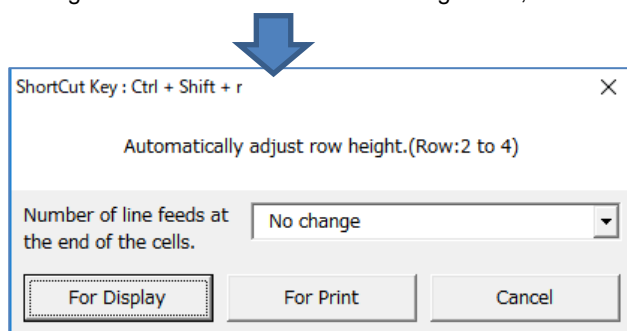 ShortCut Key : Ctrl + Shift + r
Automatically adjust row height.(Row:2 to 4)
Number of line feeds at
the end of the cells.
No change
For Display
For Print
Cancel